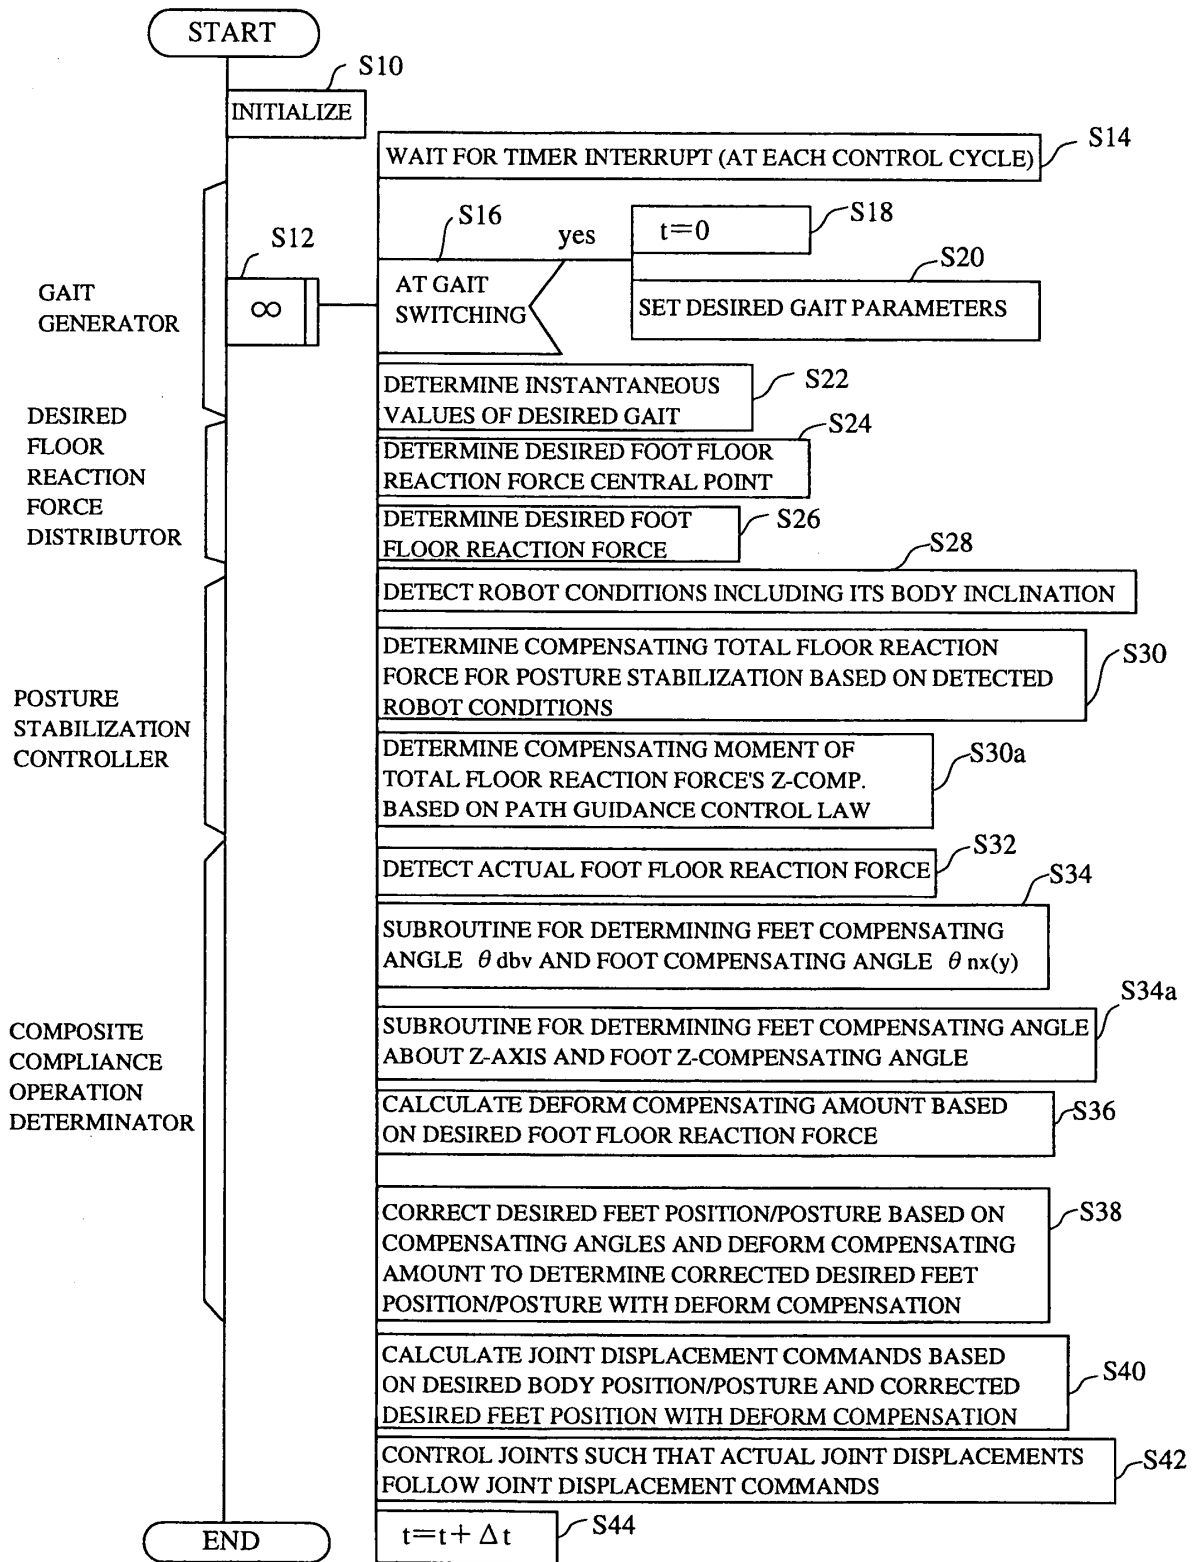 START
S10
INITIALIZE
S14
WAIT FOR TIMER INTERRUPT (AT EACH CONTROL CYCLE)
S12
∞
S16
AT GAIT
SWITCHING
yes
S18
t=0
S20
SET DESIRED GAIT PARAMETERS
GAIT
GENERATOR
S22
DETERMINE INSTANTANEOUS
VALUES OF DESIRED GAIT
DESIRED
FLOOR
REACTION
FORCE
DISTRIBUTOR
S24
DETERMINE DESIRED FOOT FLOOR
REACTION FORCE CENTRAL POINT
S26
DETERMINE DESIRED FOOT
FLOOR REACTION FORCE
S28
DETECT ROBOT CONDITIONS INCLUDING ITS BODY INCLINATION
POSTURE
STABILIZATION
CONTROLLER
S30
DETERMINE COMPENSATING TOTAL FLOOR REACTION
FORCE FOR POSTURE STABILIZATION BASED ON DETECTED
ROBOT CONDITIONS
S30a
DETERMINE COMPENSATING MOMENT OF
TOTAL FLOOR REACTION FORCE'S Z-COMP.
BASED ON PATH GUIDANCE CONTROL LAW
S32
DETECT ACTUAL FOOT FLOOR REACTION FORCE
S34
SUBROUTINE FOR DETERMINING FEET COMPENSATING
ANGLE θ dbv AND FOOT COMPENSATING ANGLE θ nx(y)
COMPOSITE
COMPLIANCE
OPERATION
DETERMINATOR
S34a
SUBROUTINE FOR DETERMINING FEET COMPENSATING ANGLE
ABOUT Z-AXIS AND FOOT Z-COMPENSATING ANGLE
S36
CALCULATE DEFORM COMPENSATING AMOUNT BASED
ON DESIRED FOOT FLOOR REACTION FORCE
S38
CORRECT DESIRED FEET POSITION/POSTURE BASED ON
COMPENSATING ANGLES AND DEFORM COMPENSATING
AMOUNT TO DETERMINE CORRECTED DESIRED FEET
POSITION/POSTURE WITH DEFORM COMPENSATION
S40
CALCULATE JOINT DISPLACEMENT COMMANDS BASED
ON DESIRED BODY POSITION/POSTURE AND CORRECTED
DESIRED FEET POSITION WITH DEFORM COMPENSATION
S42
CONTROL JOINTS SUCH THAT ACTUAL JOINT DISPLACEMENTS
FOLLOW JOINT DISPLACEMENT COMMANDS
S44
t=t+ Δ t
END